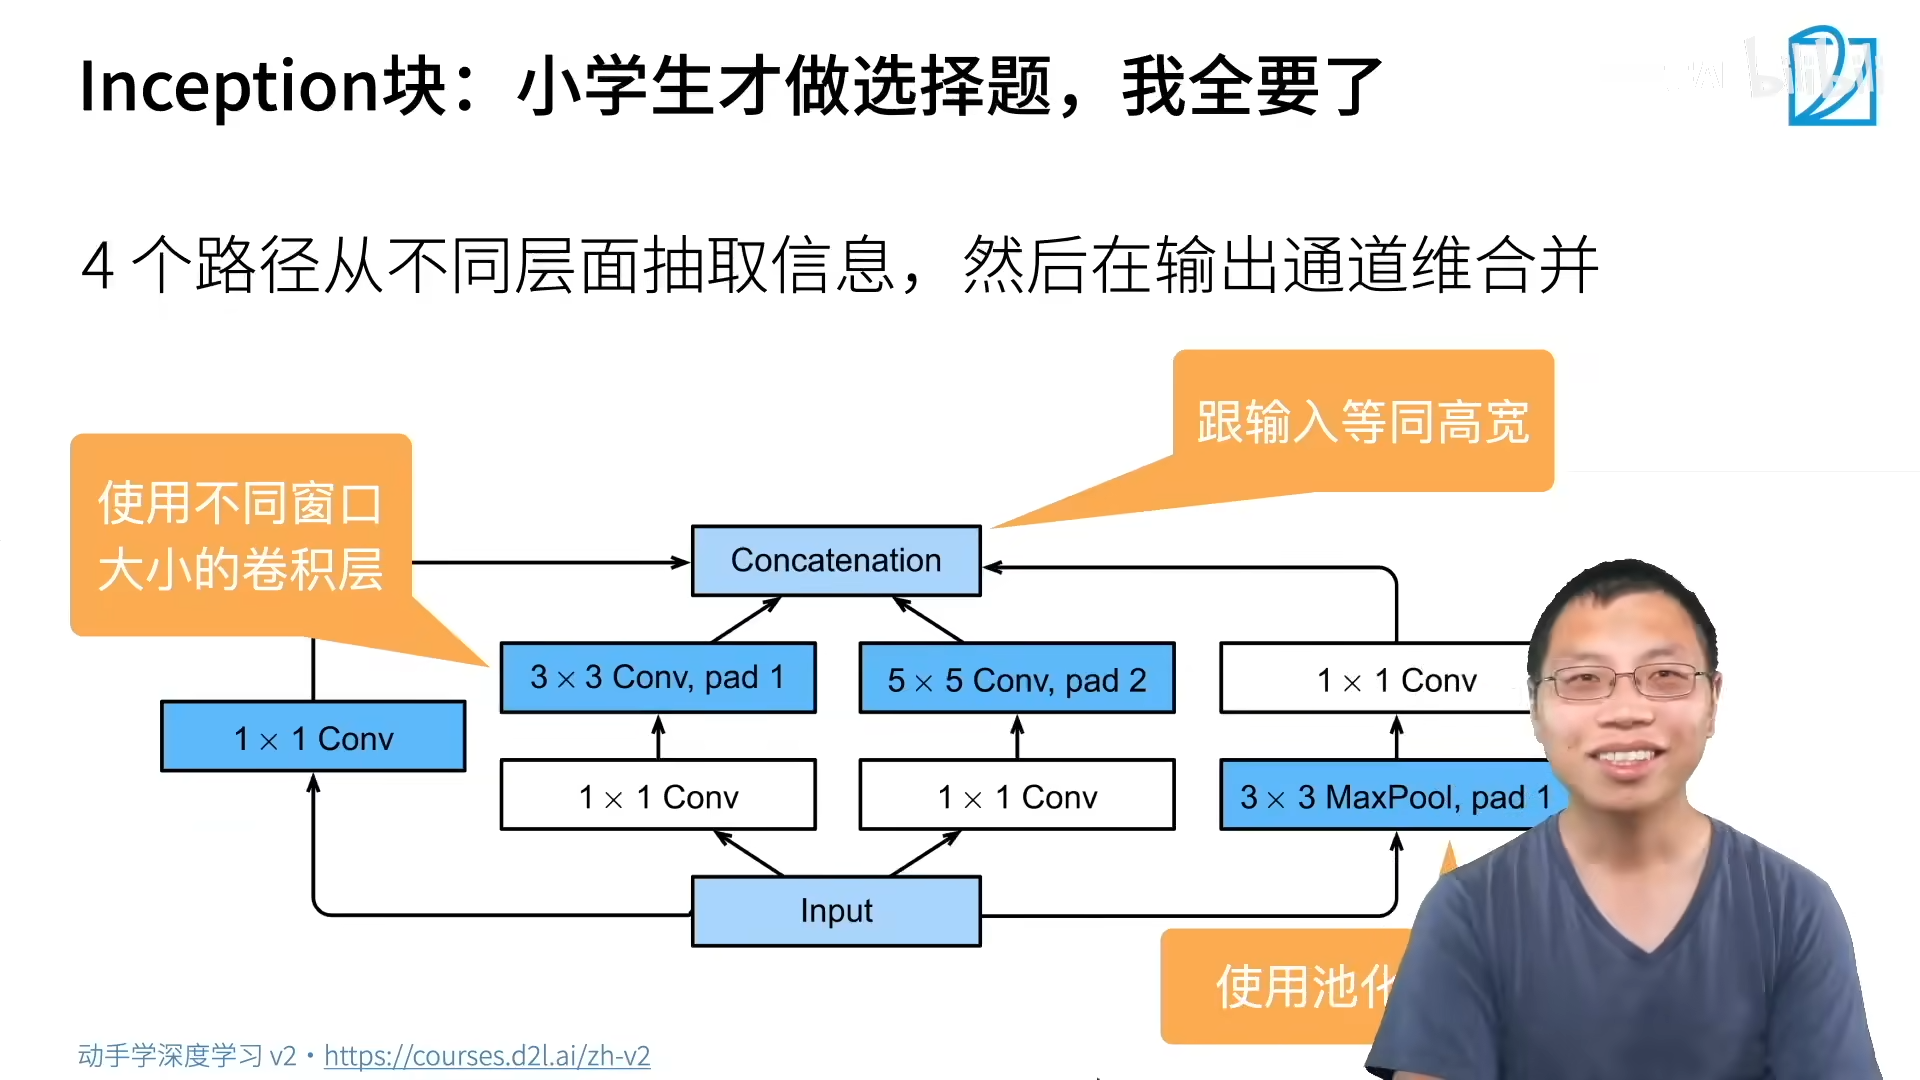 Inception块：小学生才做选择题，我全要了
4 个路径从不同层面抽取信息，然后在输出通道维合并
跟输入等同高宽
使用不同窗口
大小的卷积层
Concatenation
3 × 3 Conv, pad 1
5 × 5 Conv, pad 2
1 × 1 Conv
1 × 1 Conv
1 × 1 Conv
1 × 1 Conv
3 × 3 MaxPool, pad 1
Input
使用池
动手学深度学习 v2 · https://courses.d2l.ai/zh-v2